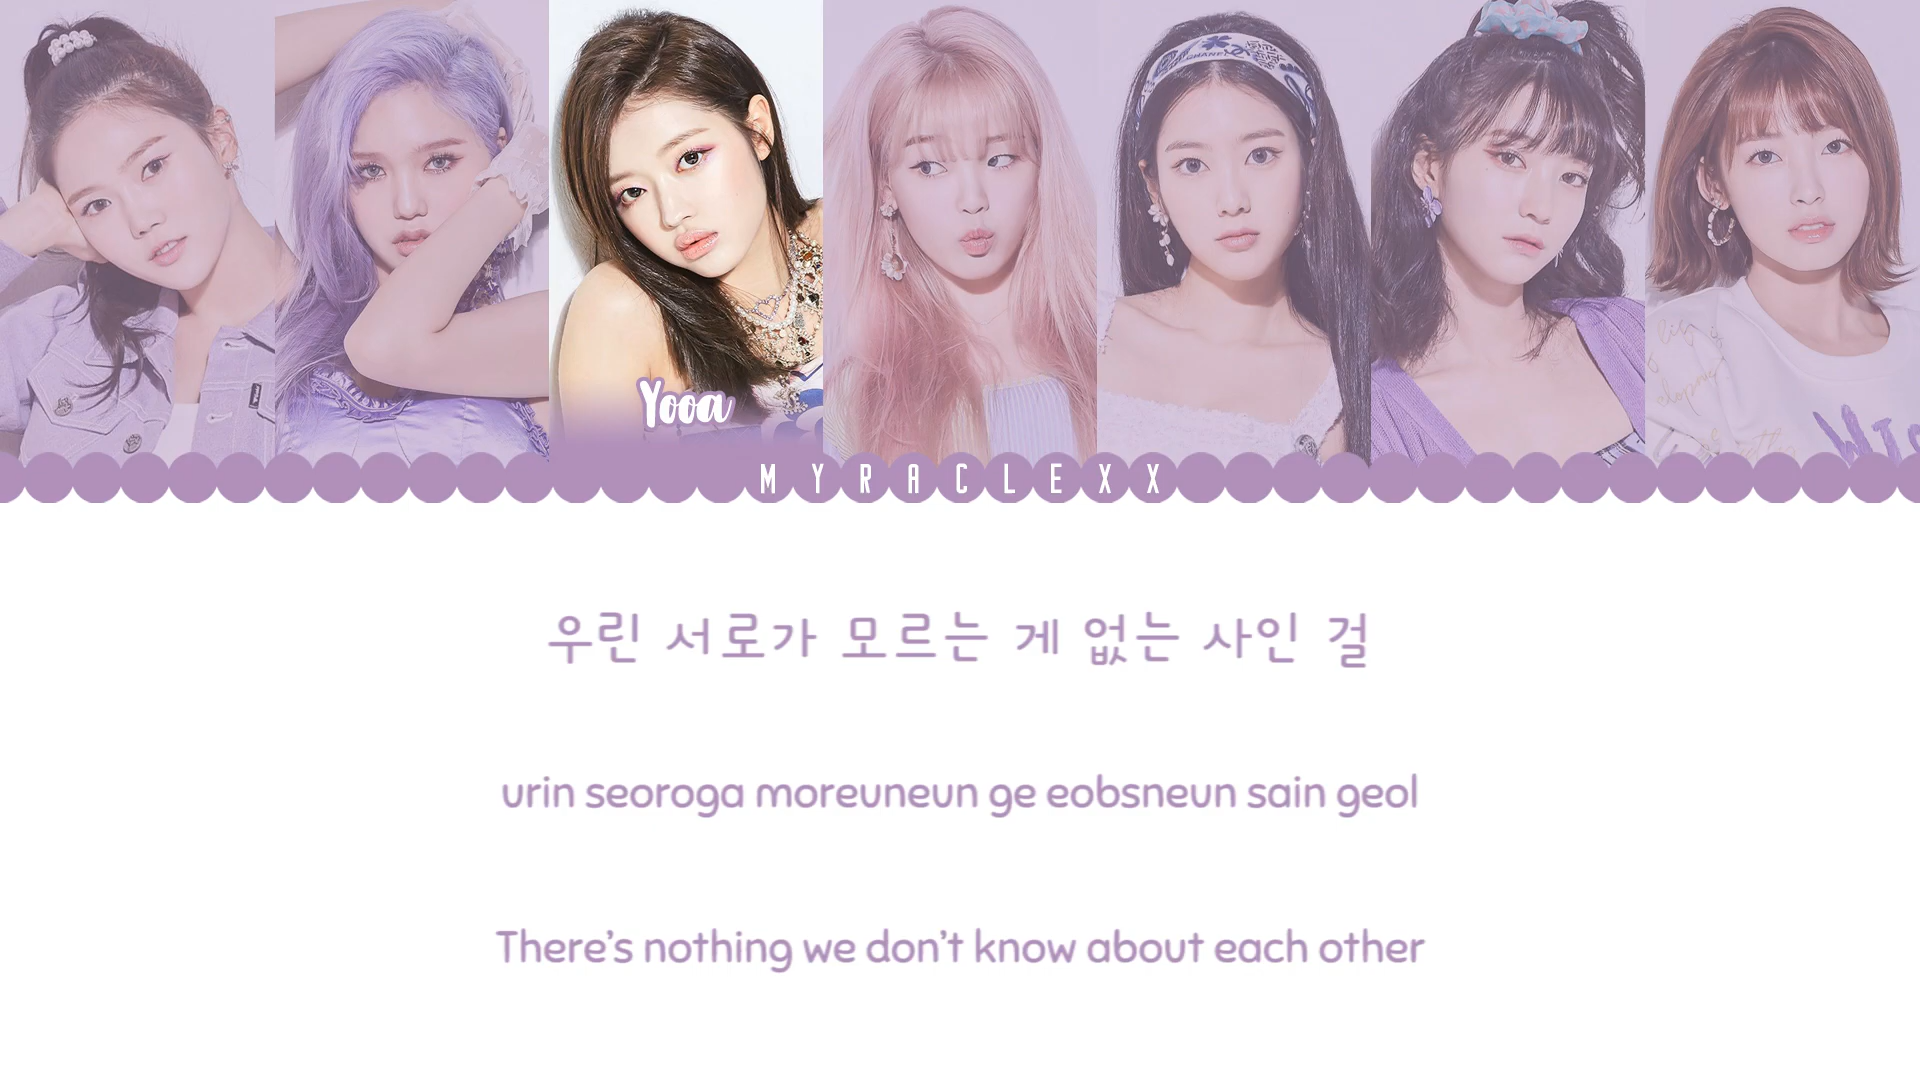 Yooa
MYRACLEXX
우린 서로가 모르는 게 없는 사인 걸
urin seoroga moreuneun ge eobsneun sain geol
There's nothing we don't know about each other